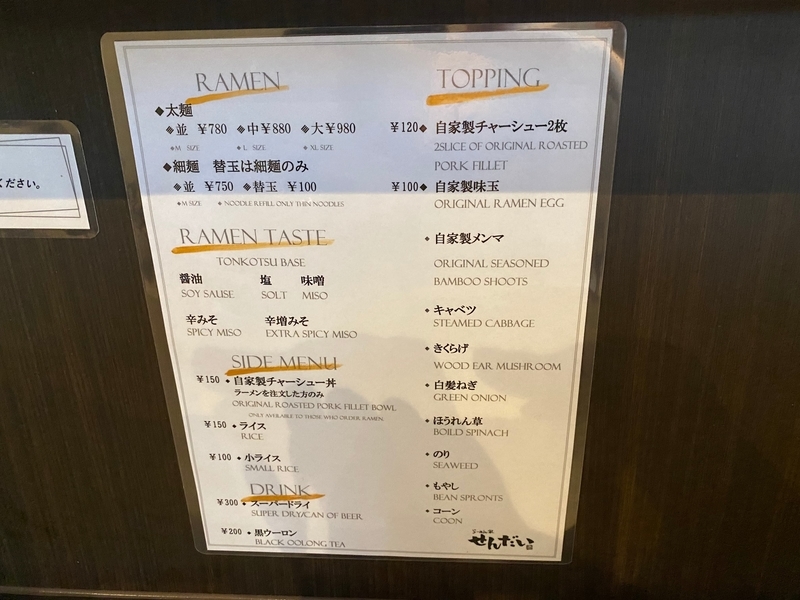 ください。
RAMEN
◆太麺
◆並 ￥780 ◆中￥880 ◆大￥980
◆M SIZE ◆L SIZE ◆XL SIZE
◆細麺 替玉は細麺のみ
◆並 ￥750 ◆替玉 ￥100
◆M SIZE ◆NOODLE REFILL ONLY THIN NOODLES
RAMEN TASTE
TONKOTSU BASE
醤油 塩 味噌
SOY SAUSE SOLT MISO
辛みそ 辛増みそ
SPICY MISO EXTRA SPICY MISO
SIDE MENU
￥150 ◆自家製チャーシュー丼
ラーメンを注文した方のみ
ORIGINAL ROASTED PORK FILLET BOWL
ONLY AVEILABLE TO THOSE WHO ORDER RAMEN
￥150 ◆ライス
RICE
￥100 ◆小ライス
SMALL RICE
DRINK
￥300 ◆スーパードライ
SUPER DRY/CAN OF BEER
￥200 ◆黒ウーロン
BLACK OOLONG TEA
TOPPING
￥120◆ 自家製チャーシュー2枚
2SLICE OF ORIGINAL ROASTED
PORK FILLET
￥100◆ 自家製味玉
ORIGINAL RAMEN EGG
◆自家製メンマ
ORIGINAL SEASONED
BAMBOO SHOOTS
◆キャベツ
STEAMED CABBAGE
◆きくらげ
WOOD EAR MUSHROOM
◆白髪ねぎ
GREEN ONION
◆ほうれん草
BOILD SPINACH
◆のり
SEAWEED
◆もやし
BEAN SPRONTS
◆コーン
COON
らーめん家
せんだい